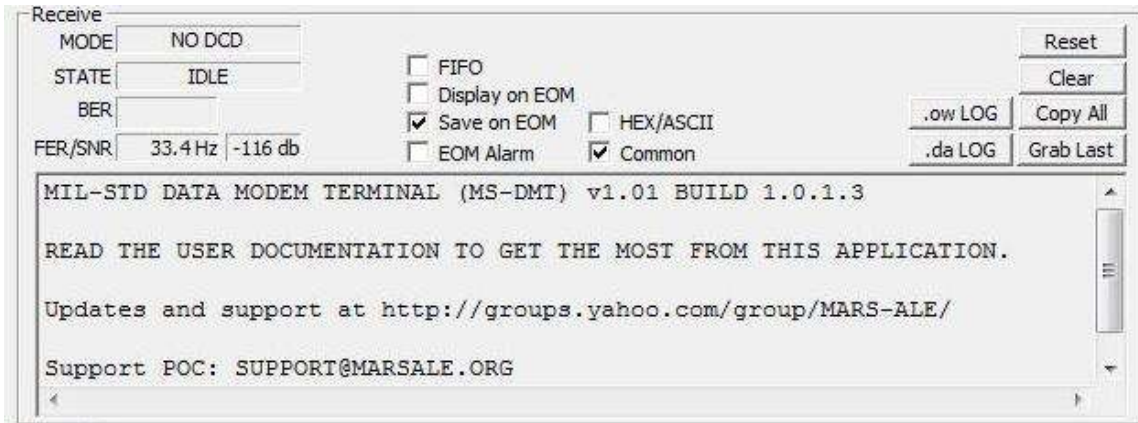 Receive
MODE NO DCD Reset
STATE IDLE FIFO Clear
Display on EOM
BER Save on EOM HEX/ASCII .ow LOG Copy All
FER/SNR 33.4 Hz -116 db EOM Alarm Common .da LOG Grab Last
MIL-STD DATA MODEM TERMINAL (MS-DMT) v1.01 BUILD 1.0.1.3
READ THE USER DOCUMENTATION TO GET THE MOST FROM THIS APPLICATION.
Updates and support at http://groups.yahoo.com/group/MARS-ALE/
Support POC: SUPPORT@MARSALE.ORG